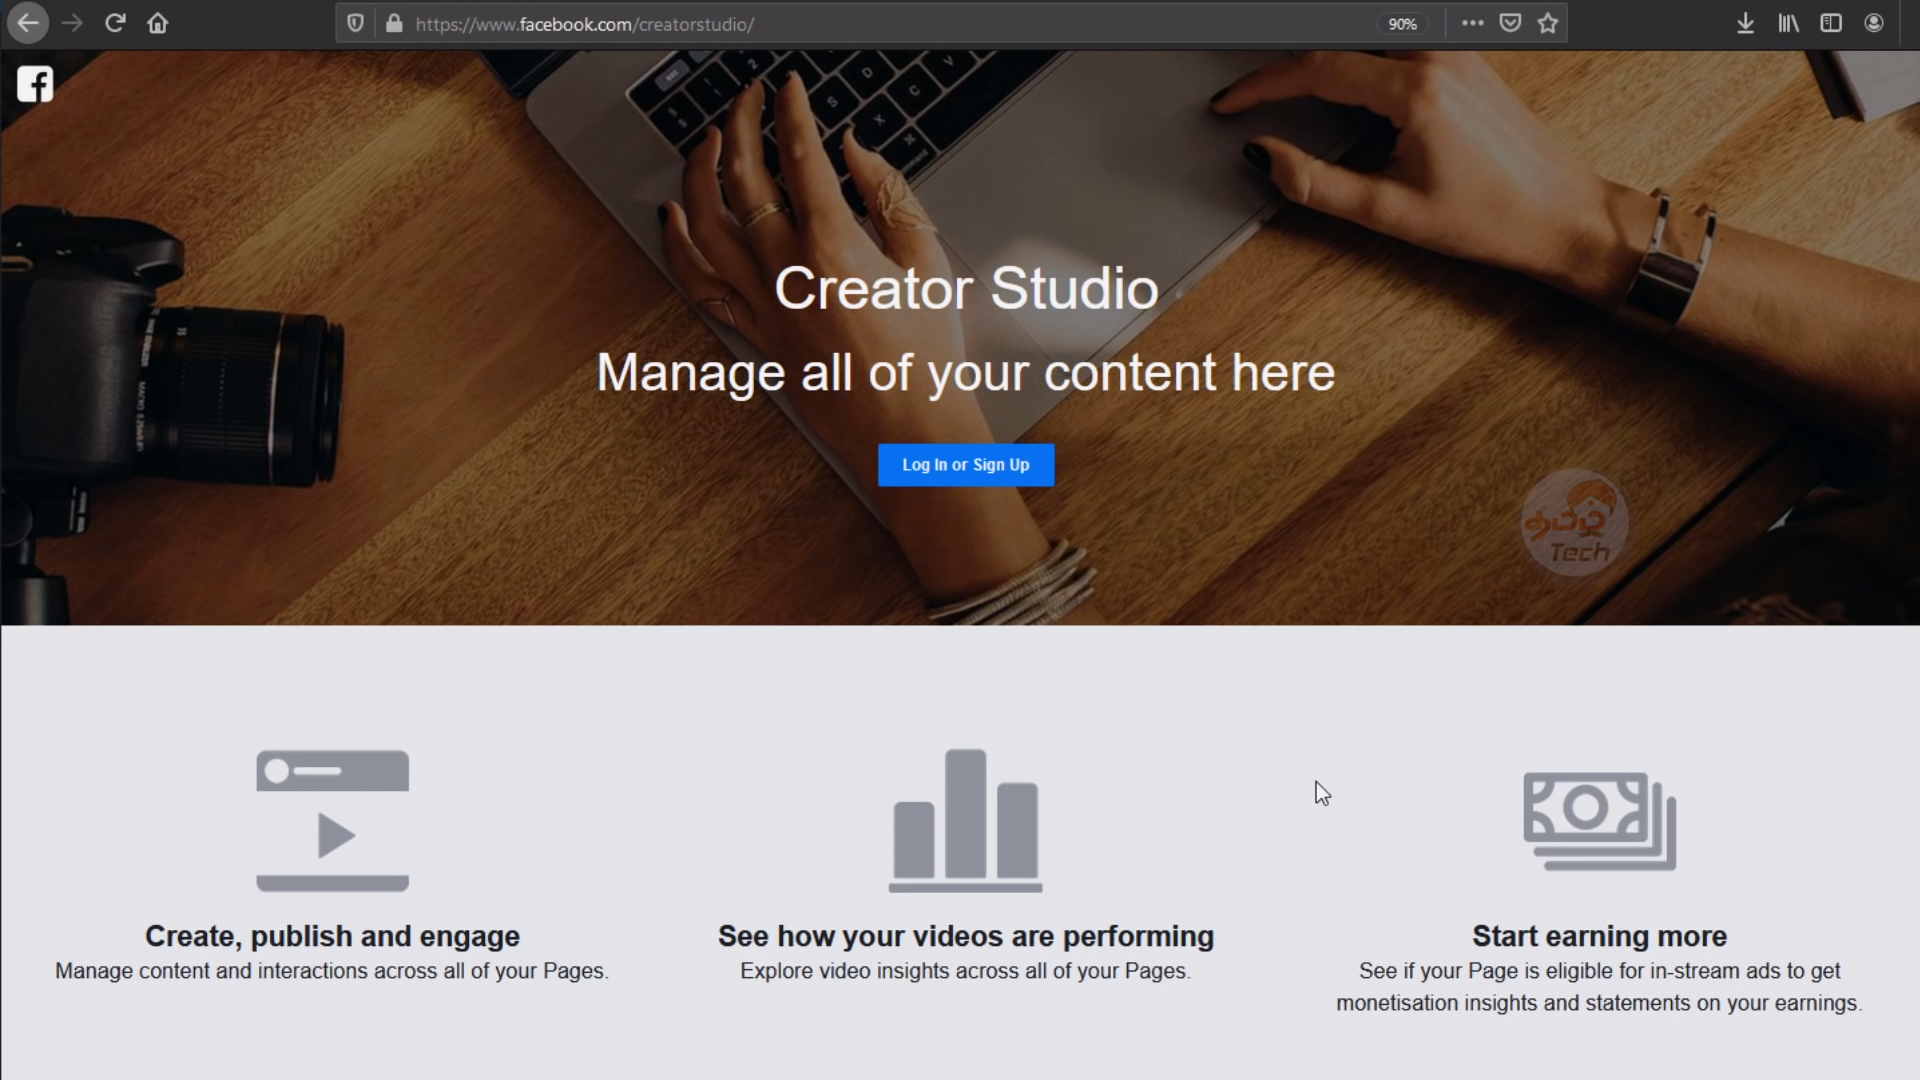 https://www.facebook.com/creatorstudio/
90%
Creator Studio
Manage all of your content here
Log In or Sign Up
தமிழ்
Tech
Create, publish and engage
Manage content and interactions across all of your Pages.
See how your videos are performing
Explore video insights across all of your Pages.
Start earning more
See if your Page is eligible for in-stream ads to get
monetisation insights and statements on your earnings.